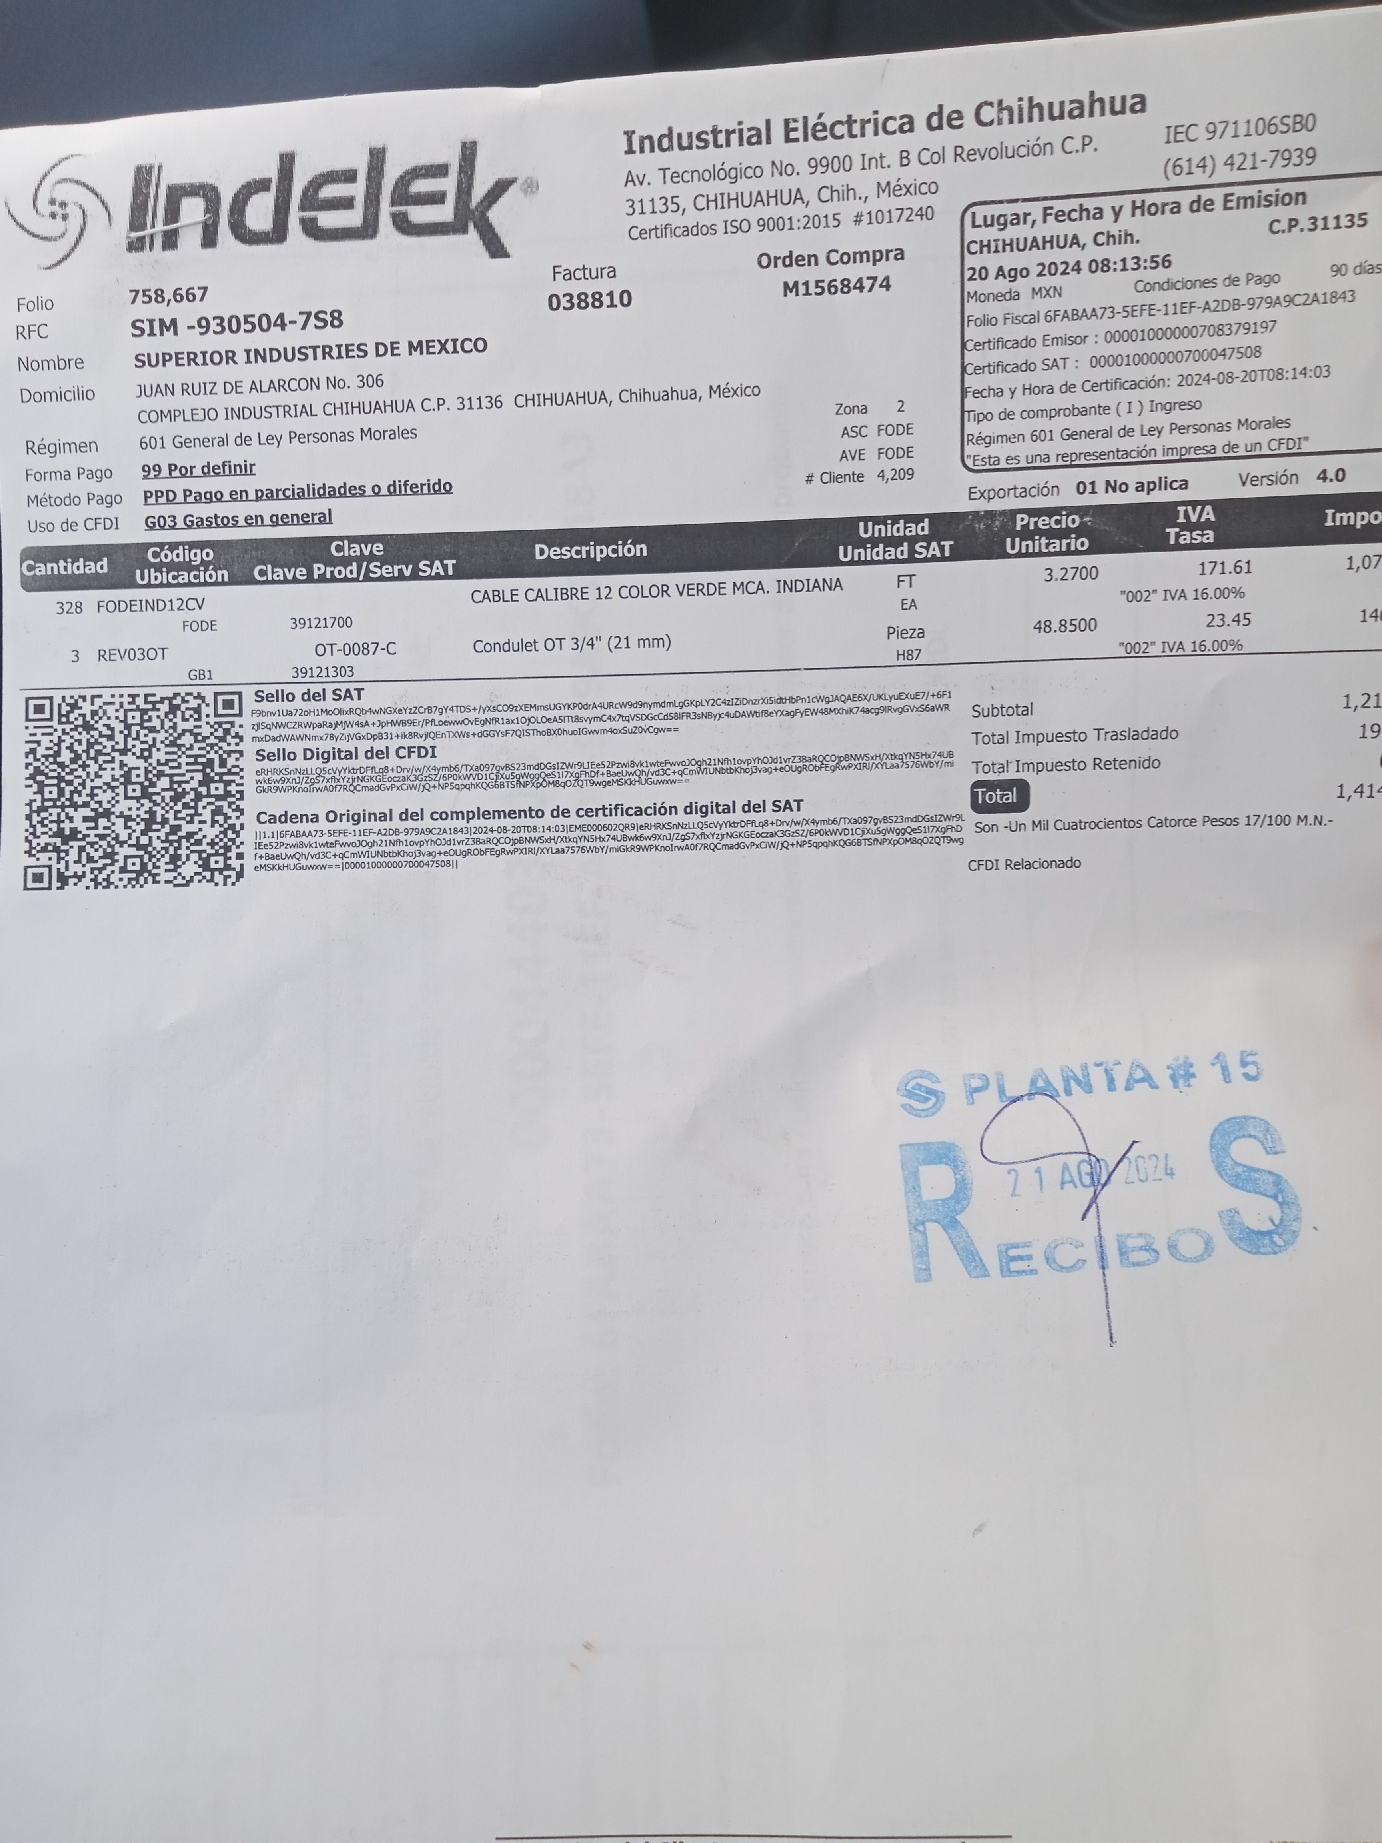 Indelek®
Industrial Eléctrica de Chihuahua
Av. Tecnológico No. 9900 Int. B Col Revolución C.P.
31135, CHIHUAHUA, Chih., México
Certificados ISO 9001:2015 #1017240
IEC 971106SB0
(614) 421-7939
Lugar, Fecha y Hora de Emision
CHIHUAHUA, Chih. C.P.31135
20 Ago 2024 08:13:56
Moneda MXN Condiciones de Pago 90 días
Folio Fiscal 6FABAA73-5EFE-11EF-A2DB-979A9C2A1843
Certificado Emisor : 00001000000708379197
Certificado SAT : 00001000000700047508
Fecha y Hora de Certificación: 2024-08-20T08:14:03
Tipo de comprobante ( I ) Ingreso
Régimen 601 General de Ley Personas Morales
"Esta es una representación impresa de un CFDI"
Exportación 01 No aplica Versión 4.0
Factura
038810
Orden Compra
M1568474
Folio 758,667
RFC SIM -930504-7S8
Nombre SUPERIOR INDUSTRIES DE MEXICO
Domicilio JUAN RUIZ DE ALARCON No. 306
COMPLEJO INDUSTRIAL CHIHUAHUA C.P. 31136 CHIHUAHUA, Chihuahua, México
Régimen 601 General de Ley Personas Morales
Forma Pago 99 Por definir
Método Pago PPD Pago en parcialidades o diferido
Uso de CFDI G03 Gastos en general
Zona 2
ASC FODE
AVE FODE
# Cliente 4,209
Cantidad Código Clave Descripción Unidad Precio IVA Impo
Ubicación Clave Prod/Serv SAT Unidad SAT Unitario Tasa
328 FODEIND12CV CABLE CALIBRE 12 COLOR VERDE MCA. INDIANA FT 3.2700 171.61 1,07
FODE 39121700 EA "002" IVA 16.00%
3 REV03OT OT-0087-C Condulet OT 3/4" (21 mm) Pieza 48.8500 23.45 14
GB1 39121303 H87 "002" IVA 16.00%
Sello del SAT
Sello Digital del CFDI
Cadena Original del complemento de certificación digital del SAT
Subtotal 1,21
Total Impuesto Trasladado 19
Total Impuesto Retenido
Total 1,414
Son -Un Mil Cuatrocientos Catorce Pesos 17/100 M.N.-
CFDI Relacionado
S PLANTA # 15
21 AGO 2024
RECIBOS